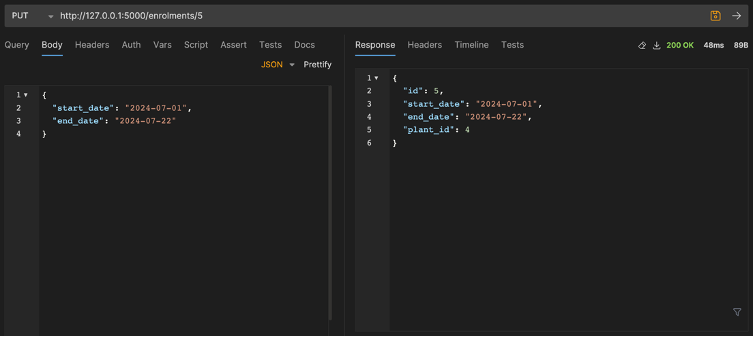 PUT http://127.0.0.1:5000/enrolments/5
Query Body Headers Auth Vars Script Assert Tests Docs
JSON Prettify
1 {
2 "start_date": "2024-07-01",
3 "end_date": "2024-07-22"
4 }
Response Headers Timeline Tests 200 OK 48ms 89B
1 {
2 "id": 5,
3 "start_date": "2024-07-01",
4 "end_date": "2024-07-22",
5 "plant_id": 4
6 }